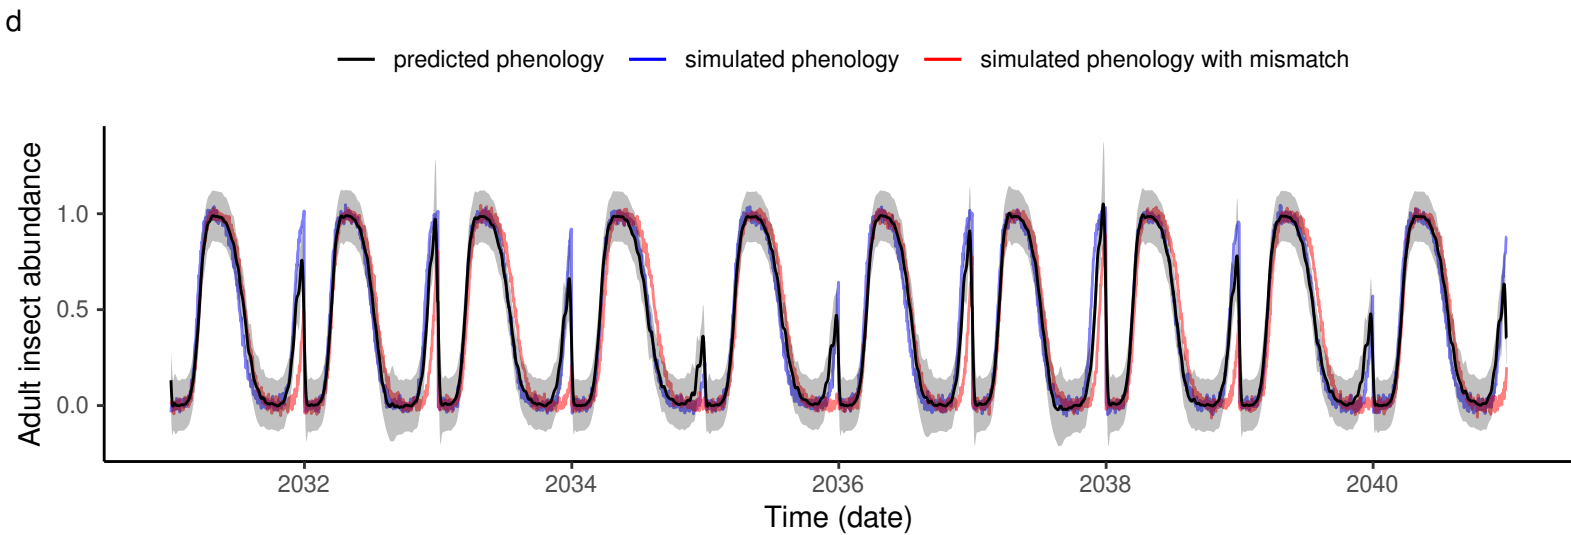 d
predicted phenology simulated phenology simulated phenology with mismatch
Adult insect abundance
1.0
0.5
0.0
2032 2034 2036 2038 2040
Time (date)